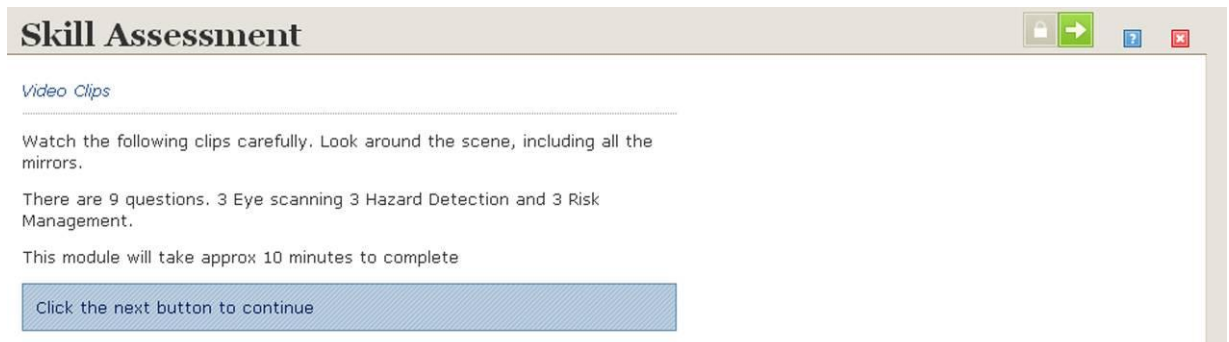 Skill Assessment
?
Video Clips
Watch the following clips carefully. Look around the scene, including all the
mirrors.
There are 9 questions. 3 Eye scanning 3 Hazard Detection and 3 Risk
Management.
This module will take approx 10 minutes to complete
Click the next button to continue